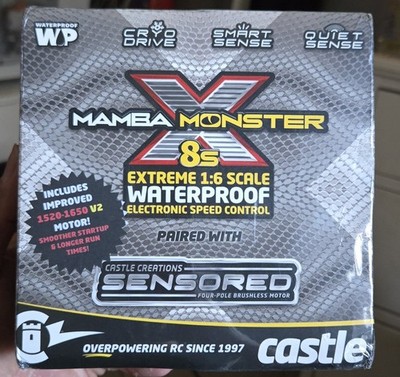 WATERPROOF
WP
CRYO
DRIVE
SMART
SENSE
QUIET
SENSE
X
MAMBA MONSTER
8s
EXTREME 1:6 SCALE
WATERPROOF
ELECTRONIC SPEED CONTROL
INCLUDES
IMPROVED
1520-1650 V2
MOTOR!
SMOOTHER STARTUP
& LONGER RUN
TIMES!
PAIRED WITH
CASTLE CREATIONS
SENSORED
FOUR-POLE BRUSHLESS MOTOR
OVERPOWERING RC SINCE 1997
castle